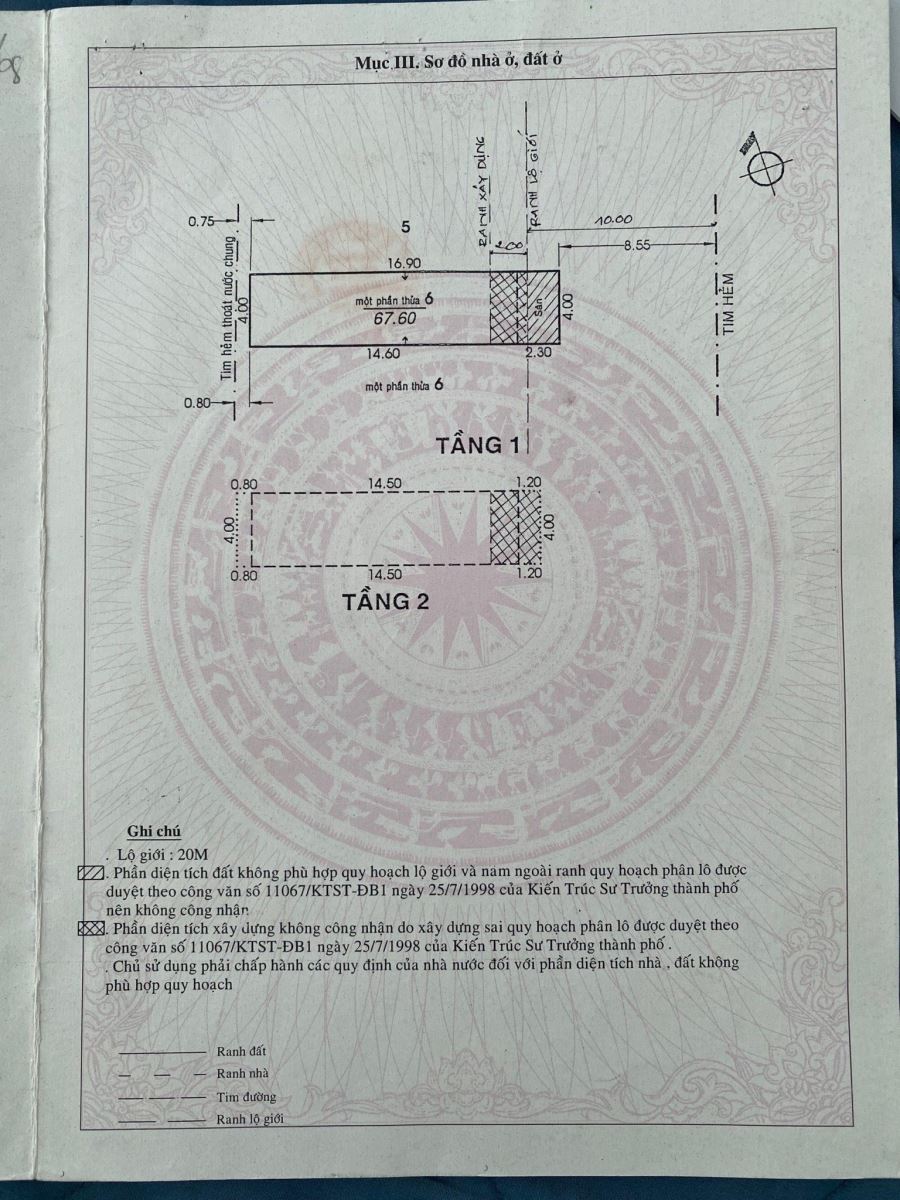 Mục III. Sơ đồ nhà ở, đất ở
RANH XÂY DỰNG
RANH LỘ GIỚI
0.75
5
10.00
8.55
16.90
Tim hẻm thoát nước chung
4.00
một phần thửa 6
67.60
Sân
4.00
TIM HẺM
14.60
2.30
một phần thửa 6
0.80
TẦNG 1
0.80
14.50
1.20
4.00
4.00
0.80
14.50
1.20
TẦNG 2
Ghi chú
. Lộ giới : 20M
. Phần diện tích đất không phù hợp quy hoạch lộ giới và nam ngoài ranh quy hoạch phân lô được
duyệt theo công văn số 11067/KTST-ĐB1 ngày 25/7/1998 của Kiến Trúc Sư Trưởng thành phố
nên không công nhận
. Phần diện tích xây dựng không công nhận do xây dựng sai quy hoạch phân lô được duyệt theo
công văn số 11067/KTST-ĐB1 ngày 25/7/1998 của Kiến Trúc Sư Trưởng thành phố .
. Chủ sử dụng phải chấp hành các quy định của nhà nước đối với phần diện tích nhà , đất không
phù hợp quy hoạch
Ranh đất
Ranh nhà
Tim đường
Ranh lộ giới